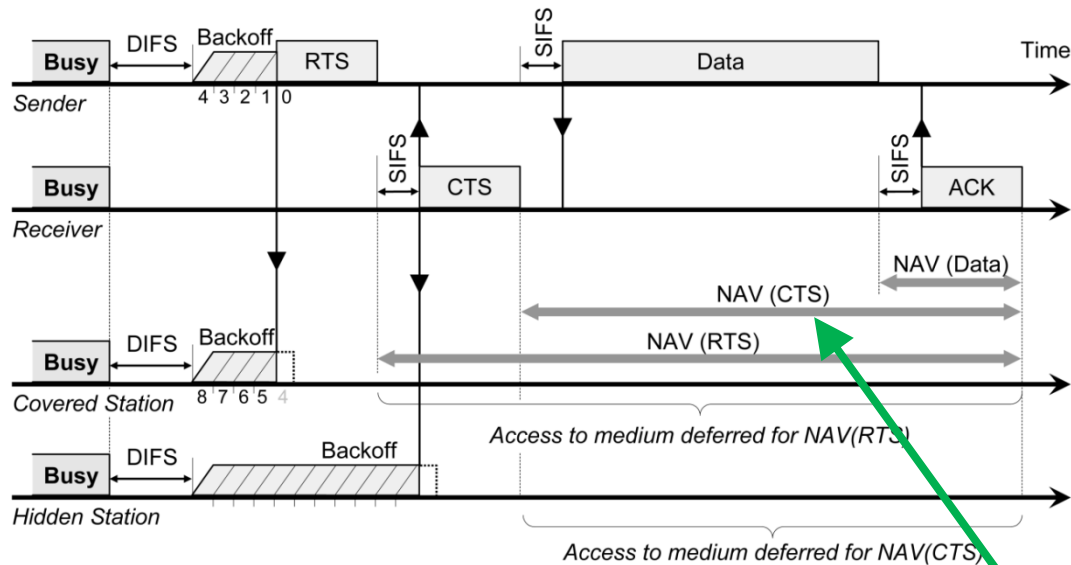 DIFS Backoff SIFS Time
Busy RTS Data
4 3 2 1 0
Sender
SIFS SIFS
Busy CTS ACK
Receiver
NAV (Data)
NAV (CTS)
DIFS Backoff NAV (RTS)
Busy
8 7 6 5 4
Covered Station
Access to medium deferred for NAV(RTS)
DIFS Backoff
Busy
Hidden Station
Access to medium deferred for NAV(CTS)